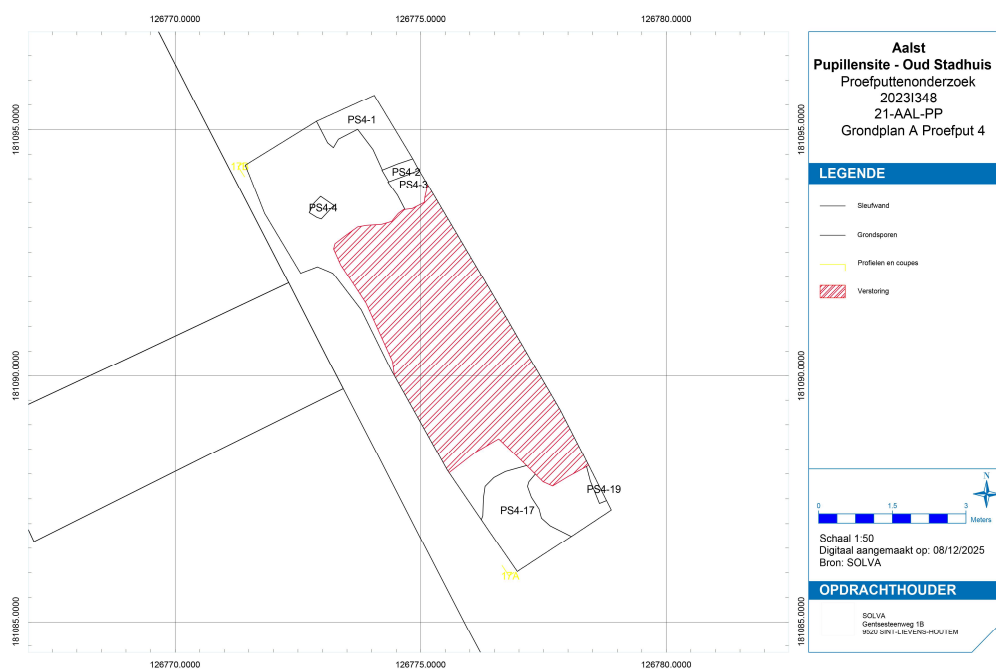 126770.0000
126775.0000
126780.0000
181095.0000
181095.0000
181090.0000
181090.0000
181085.0000
181085.0000
PS4-1
PS4-2
PS4-3
PS4-4
PS4-19
PS4-17
17A
126770.0000
126775.0000
126780.0000
Aalst
Pupillensite - Oud Stadhuis
Proefputtenonderzoek
2023I348
21-AAL-PP
Grondplan A Proefput 4
LEGENDE
Sleufwand
Grondsporen
Profielen en coupes
Verstoring
N
0 1.5 3
Meters
Schaal 1:50
Digitaal aangemaakt op: 08/12/2025
Bron: SOLVA
OPDRACHTHOUDER
SOLVA
Gentsesteenweg 1B
9520 SINT-LIEVENS-HOUTEM